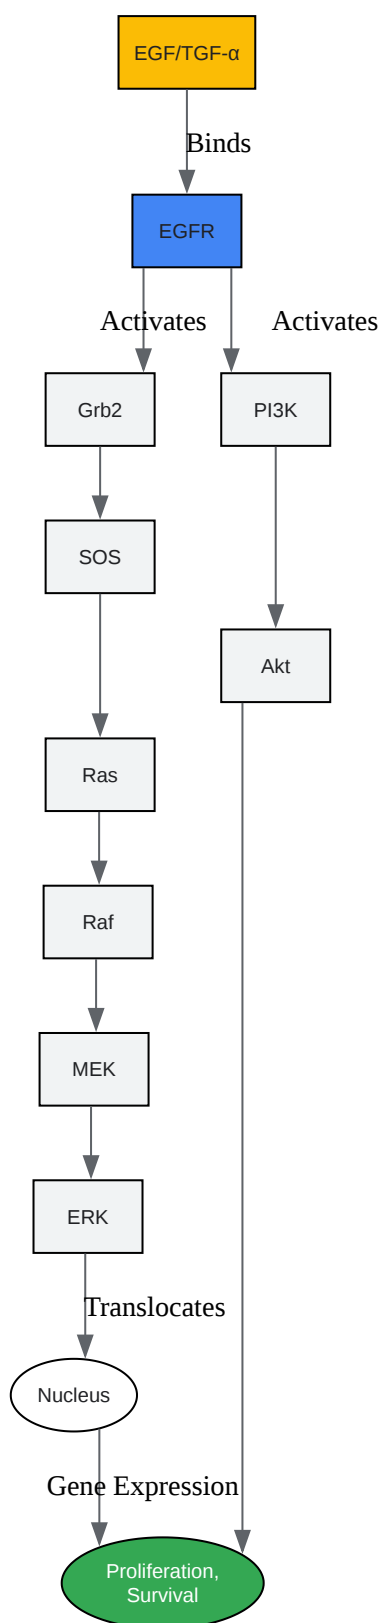 EGF/TGF-α
Binds
EGFR
Activates
Activates
Grb2
PI3K
SOS
Akt
Ras
Raf
MEK
ERK
Translocates
Nucleus
Gene Expression
Proliferation,
Survival